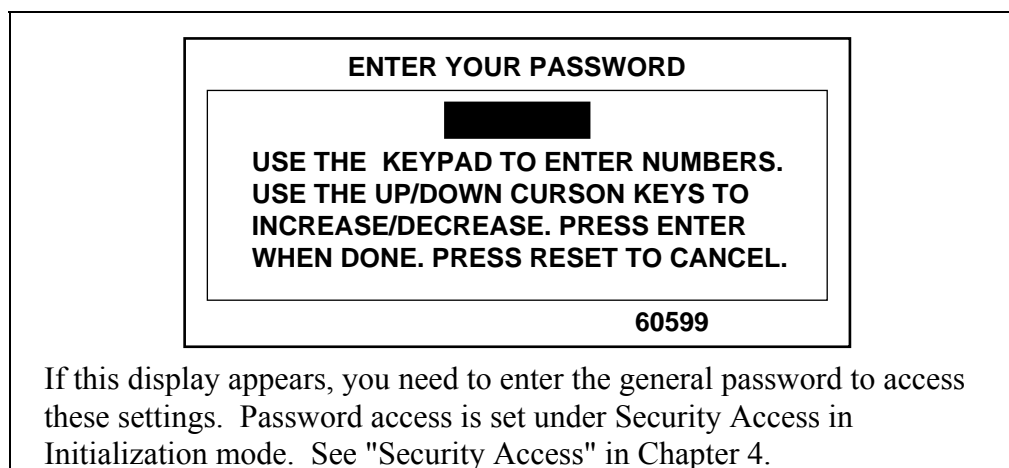 ENTER YOUR PASSWORD
USE THE KEYPAD TO ENTER NUMBERS.
USE THE UP/DOWN CURSON KEYS TO
INCREASE/DECREASE. PRESS ENTER
WHEN DONE. PRESS RESET TO CANCEL.
60599
If this display appears, you need to enter the general password to access
these settings. Password access is set under Security Access in
Initialization mode. See "Security Access" in Chapter 4.